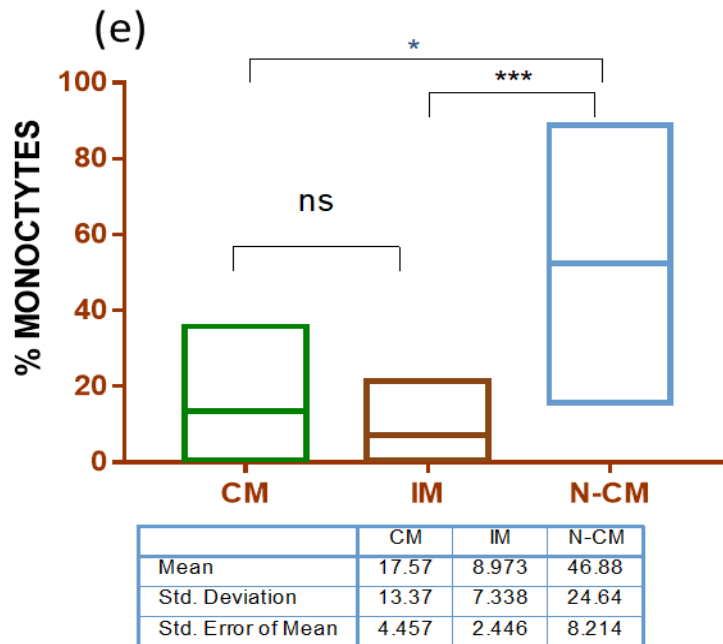 (e)
*
***
ns
% MONOCTYTES
100
80
60
40
20
0
CM IM N-CM
CM IM N-CM
Mean 17.57 8.973 46.88
Std. Deviation 13.37 7.338 24.64
Std. Error of Mean 4.457 2.446 8.214